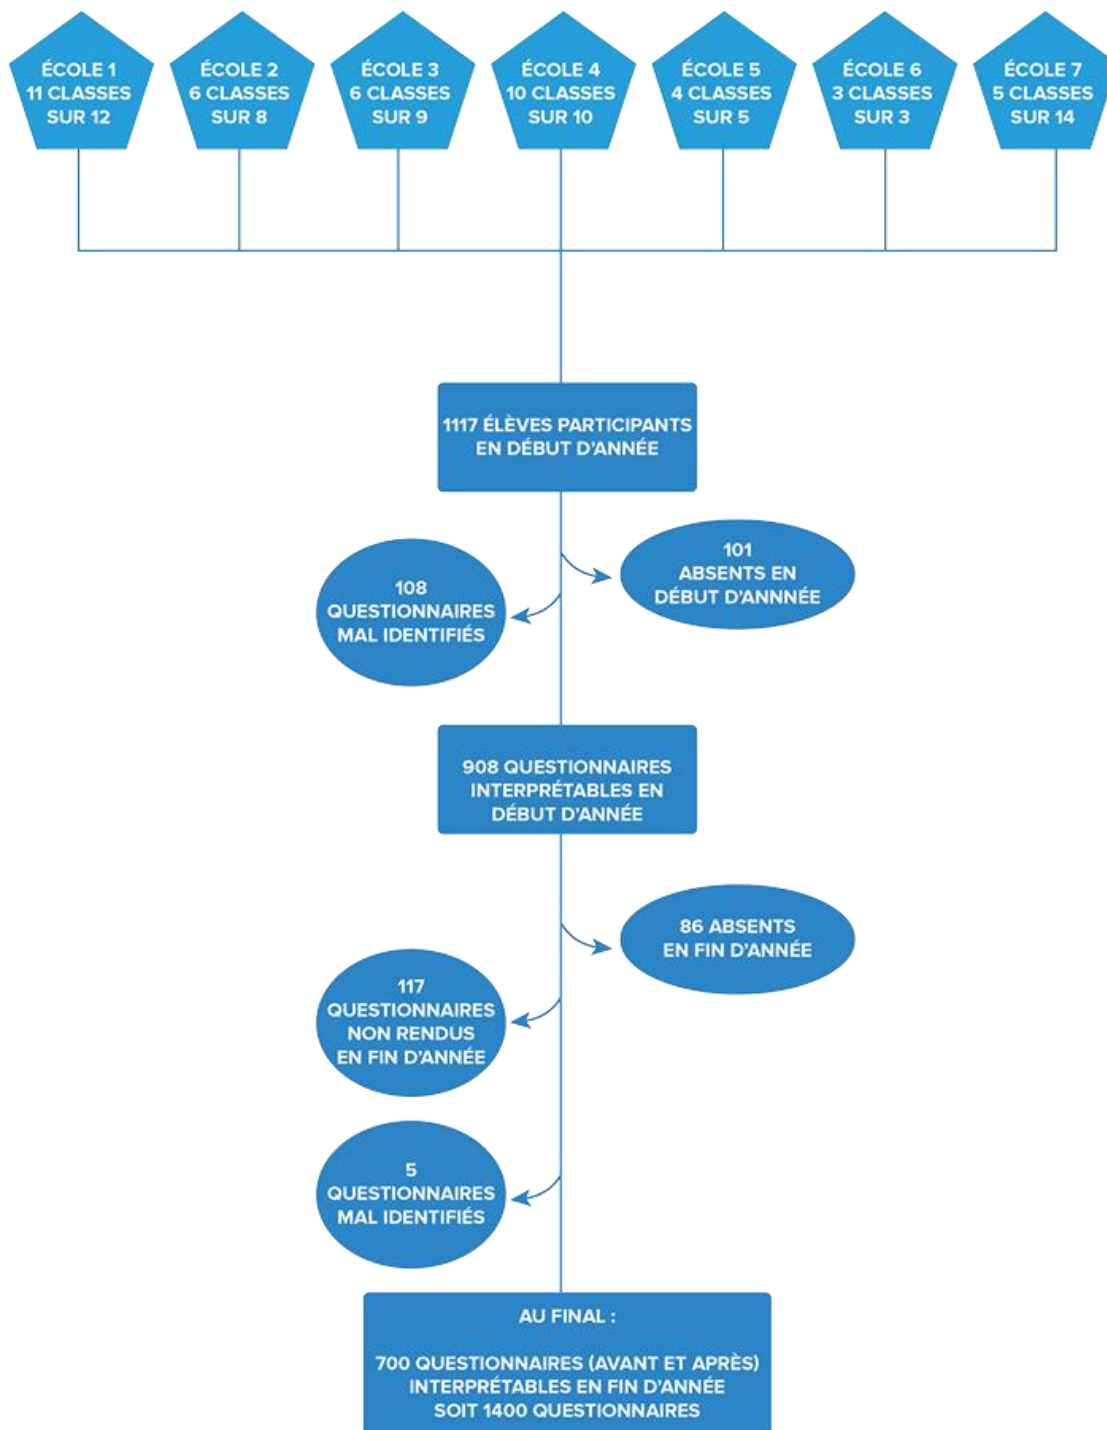 ÉCOLE 1
11 CLASSES
SUR 12
ÉCOLE 2
6 CLASSES
SUR 8
ÉCOLE 3
6 CLASSES
SUR 9
ÉCOLE 4
10 CLASSES
SUR 10
ÉCOLE 5
4 CLASSES
SUR 5
ÉCOLE 6
3 CLASSES
SUR 3
ÉCOLE 7
5 CLASSES
SUR 14
1117 ÉLÈVES PARTICIPANTS
EN DÉBUT D'ANNÉE
101
ABSENTS EN
DÉBUT D'ANNNÉE
108
QUESTIONNAIRES
MAL IDENTIFIÉS
908 QUESTIONNAIRES
INTERPRÉTABLES EN
DÉBUT D'ANNÉE
86 ABSENTS
EN FIN D'ANNÉE
117
QUESTIONNAIRES
NON RENDUS
EN FIN D'ANNÉE
5
QUESTIONNAIRES
MAL IDENTIFIÉS
AU FINAL :
700 QUESTIONNAIRES (AVANT ET APRÈS)
INTERPRÉTABLES EN FIN D'ANNÉE
SOIT 1400 QUESTIONNAIRES